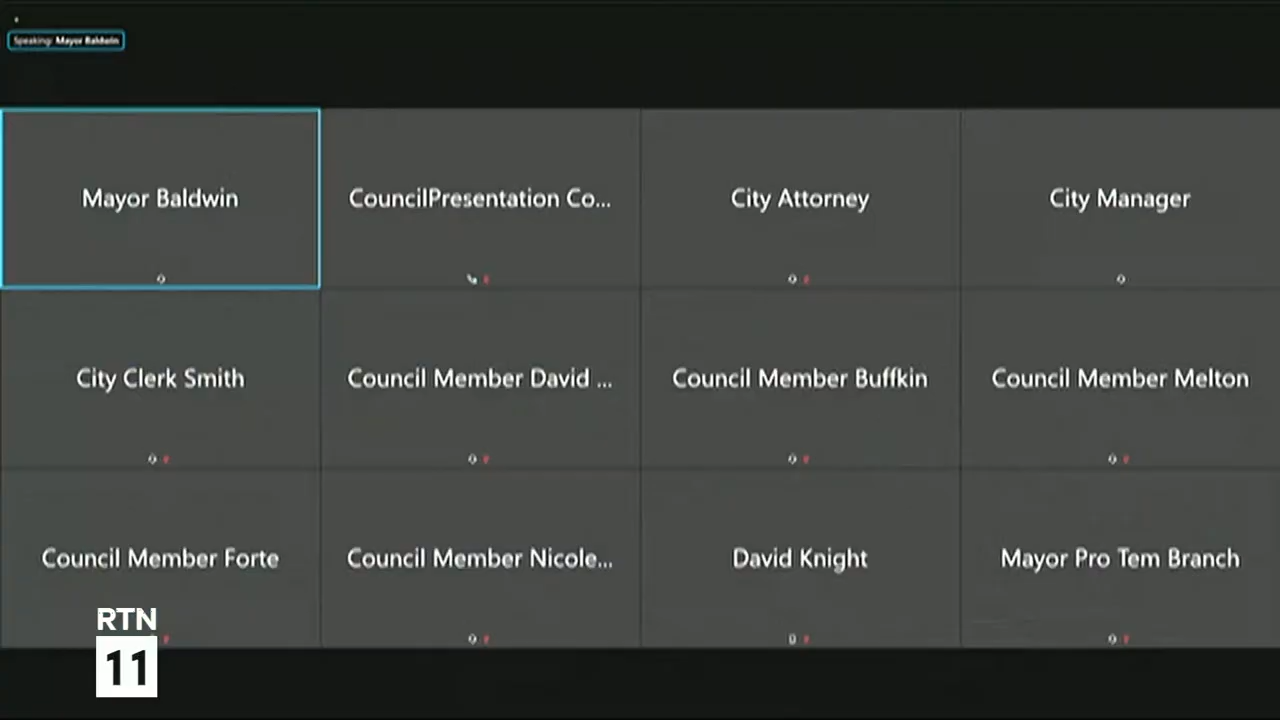 Speaking: Mayor Baldwin
Mayor Baldwin
CouncilPresentation Co...
City Attorney
City Manager
City Clerk Smith
Council Member David ...
Council Member Buffkin
Council Member Melton
Council Member Forte
Council Member Nicole...
David Knight
Mayor Pro Tem Branch
RTN
11